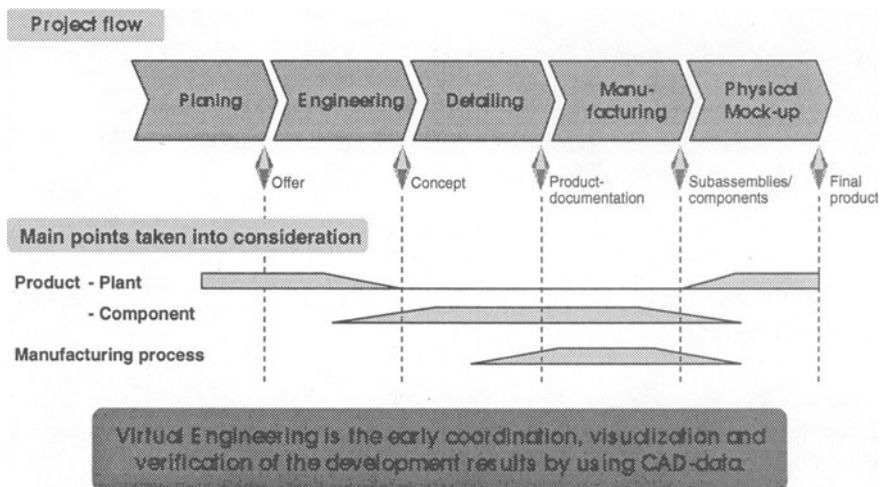 Project flow
Planing
Engineering
Detailing
Manu-
facturing
Physical
Mock-up
Offer
Concept
Product-
documentation
Subassemblies/
components
Final
product
Main points taken into consideration
Product - Plant
- Component
Manufacturing process
Virtual Engineering is the early coordination, visualization and
verification of the development results by using CAD-data.